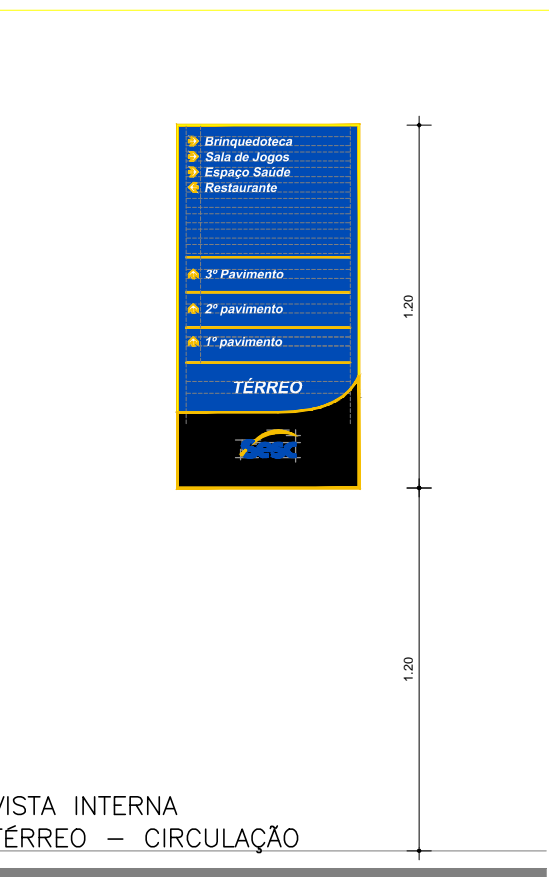 Brinquedoteca
Sala de Jogos
Espaço Saúde
Restaurante
3º Pavimento
2º pavimento
1º pavimento
TÉRREO
Sesc
1.20
1.20
VISTA INTERNA
TÉRREO – CIRCULAÇÃO